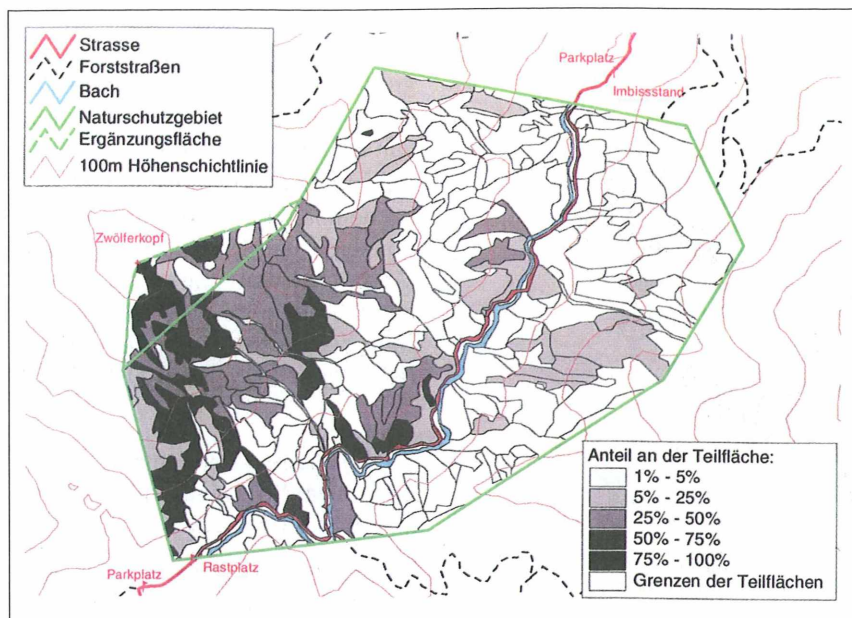 Strasse
Forststraßen
Bach
Naturschutzgebiet
Ergänzungsfläche
100m Höhenschichtlinie
Parkplatz
Imbissstand
Zwölferkopf
Anteil an der Teilfläche:
1% - 5%
5% - 25%
25% - 50%
50% - 75%
75% - 100%
Grenzen der Teilflächen
Parkplatz
Rastplatz